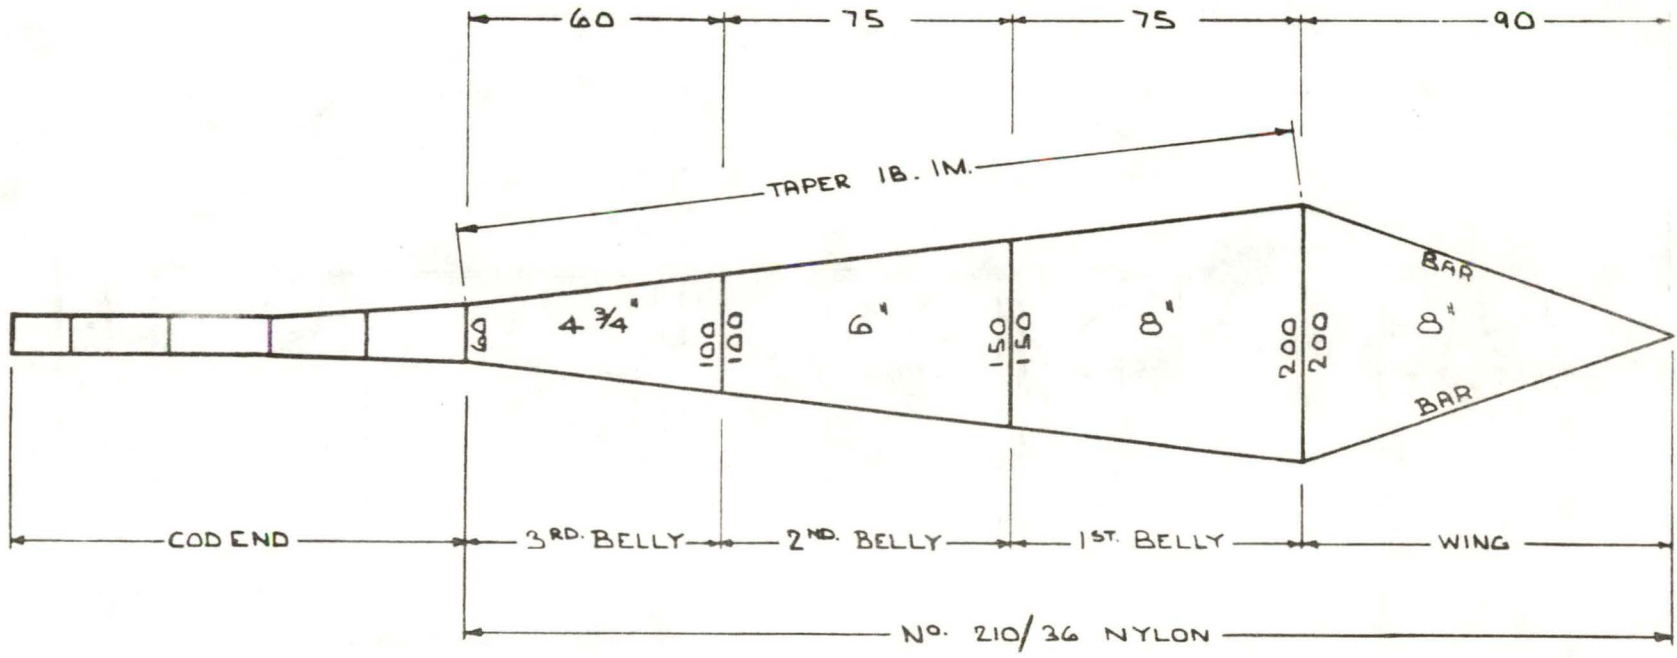 60 75 75 90
TAPER 1B. 1M.
BAR
4 3/4" 6" 8" 8"
60 100 100 150 150 200 200
BAR
COD END 3RD. BELLY 2ND. BELLY 1ST. BELLY WING
No. 210/36 NYLON